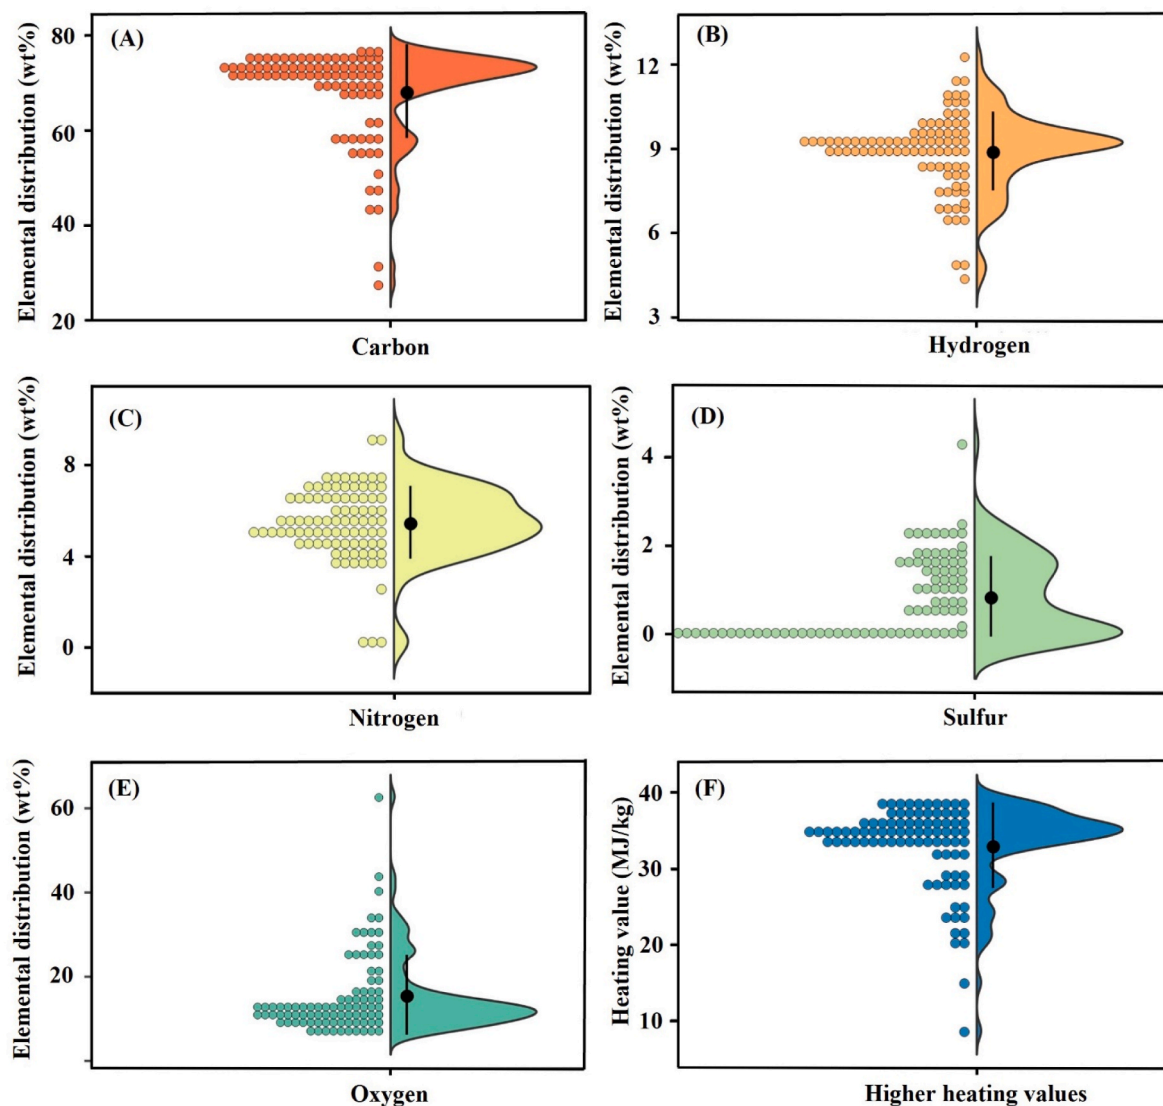 (A)
Elemental distribution (wt%)
80
60
40
20
Carbon
(B)
Elemental distribution (wt%)
12
9
6
3
Hydrogen
(C)
Elemental distribution (wt%)
8
4
0
Nitrogen
(D)
Elemental distribution (wt%)
4
2
0
Sulfur
(E)
Elemental distribution (wt%)
60
40
20
Oxygen
(F)
Heating value (MJ/kg)
40
30
20
10
Higher heating values